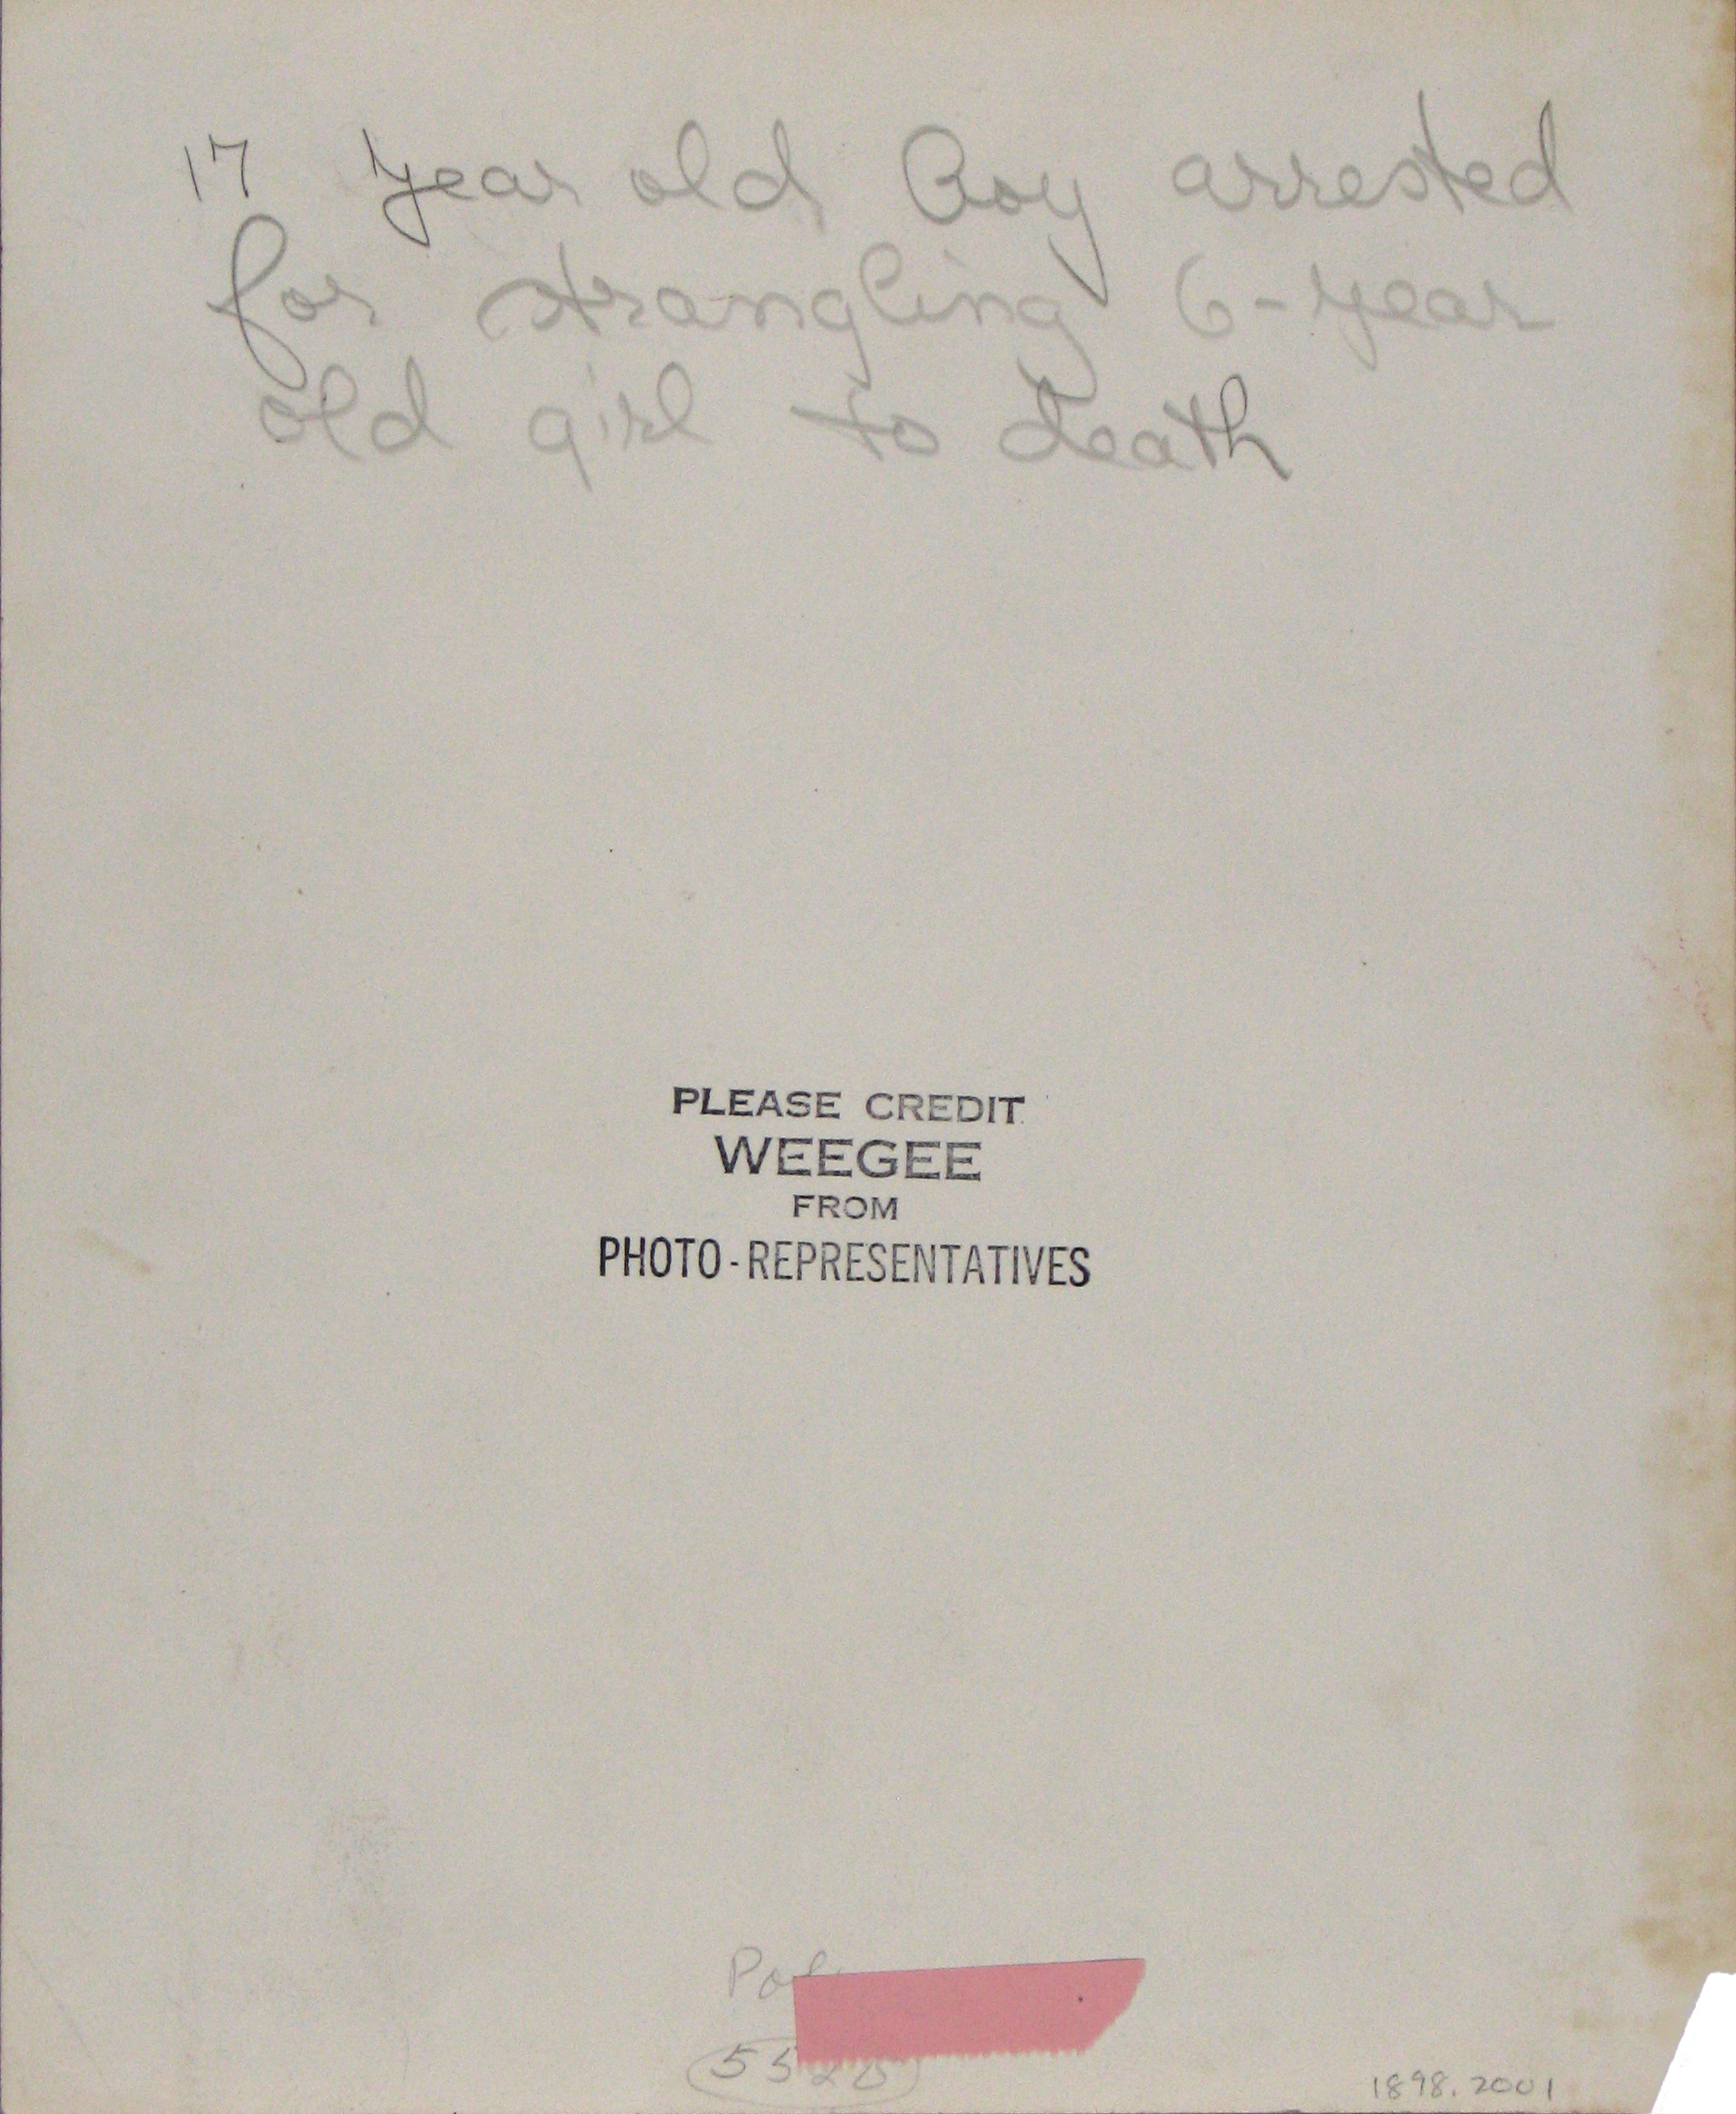 17 year old Boy arrested
for strangling 6-year
old girl to death
PLEASE CREDIT
WEEGEE
FROM
PHOTO-REPRESENTATIVES
1898.2001